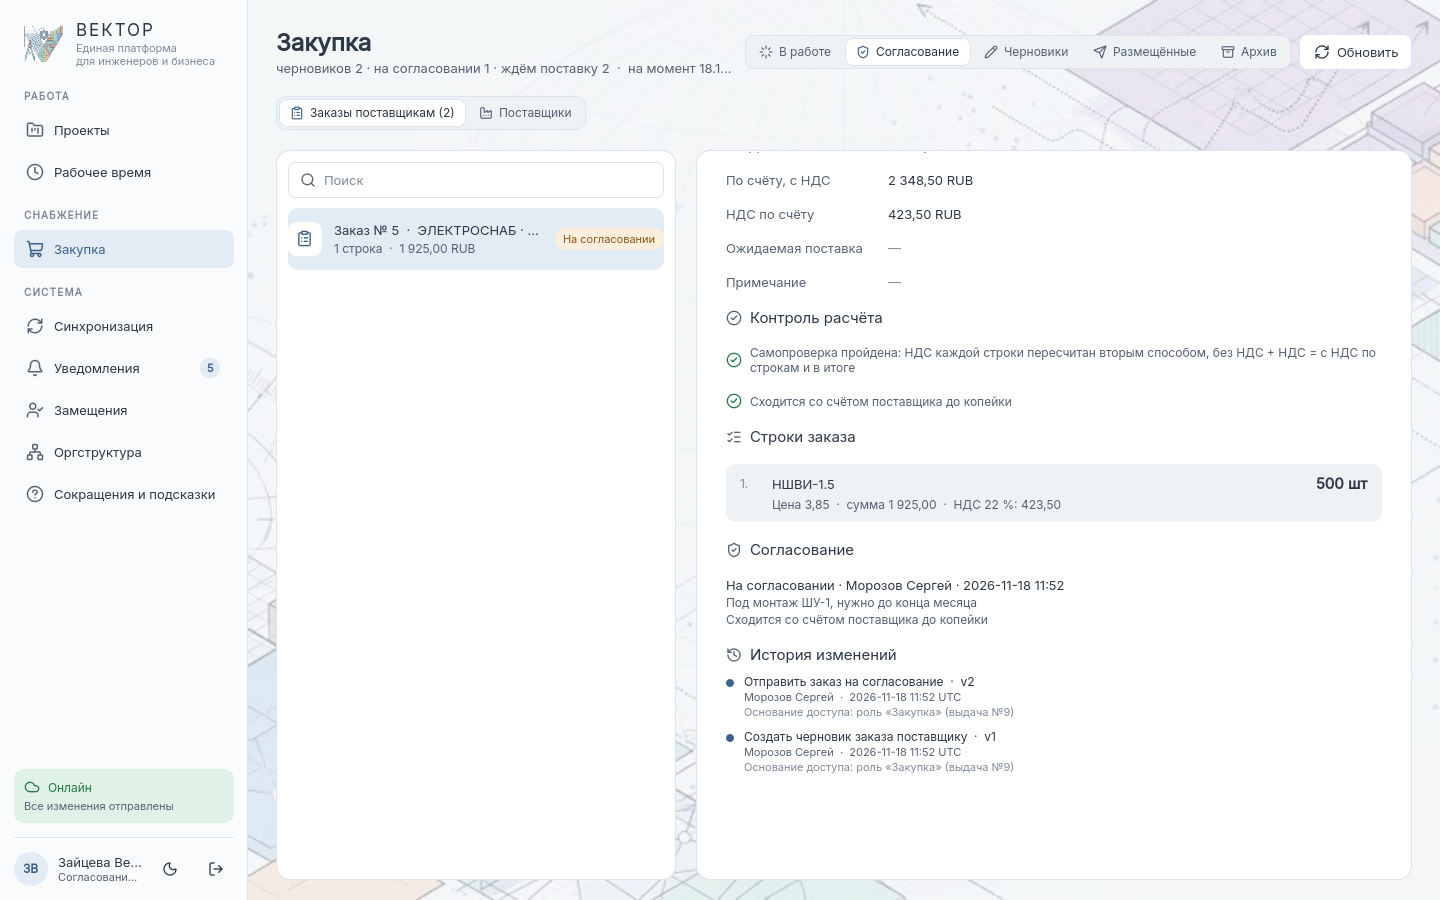 ВЕКТОР
Единая платформа
для инженеров и бизнеса
РАБОТА
Проекты
Рабочее время
СНАБЖЕНИЕ
Закупка
СИСТЕМА
Синхронизация
Уведомления
5
Замещения
Оргструктура
Сокращения и подсказки
Онлайн
Все изменения отправлены
ЗВ
Зайцева Ве...
Согласовани...
Закупка
черновиков 2 · на согласовании 1 · ждём поставку 2 · на момент 18.1...
В работе
Согласование
Черновики
Размещённые
Архив
Обновить
Заказы поставщикам (2)
Поставщики
Поиск
Заказ № 5 · ЭЛЕКТРОСНАБ · ...
1 строка · 1 925,00 RUB
На согласовании
По счёту, с НДС
2 348,50 RUB
НДС по счёту
423,50 RUB
Ожидаемая поставка
—
Примечание
—
Контроль расчёта
Самопроверка пройдена: НДС каждой строки пересчитан вторым способом, без НДС + НДС = с НДС по
строкам и в итоге
Сходится со счётом поставщика до копейки
Строки заказа
1.
НШВИ-1.5
500 шт
Цена 3,85 · сумма 1 925,00 · НДС 22 %: 423,50
Согласование
На согласовании · Морозов Сергей · 2026-11-18 11:52
Под монтаж ШУ-1, нужно до конца месяца
Сходится со счётом поставщика до копейки
История изменений
Отправить заказ на согласование · v2
Морозов Сергей · 2026-11-18 11:52 UTC
Основание доступа: роль «Закупка» (выдача №9)
Создать черновик заказа поставщику · v1
Морозов Сергей · 2026-11-18 11:52 UTC
Основание доступа: роль «Закупка» (выдача №9)